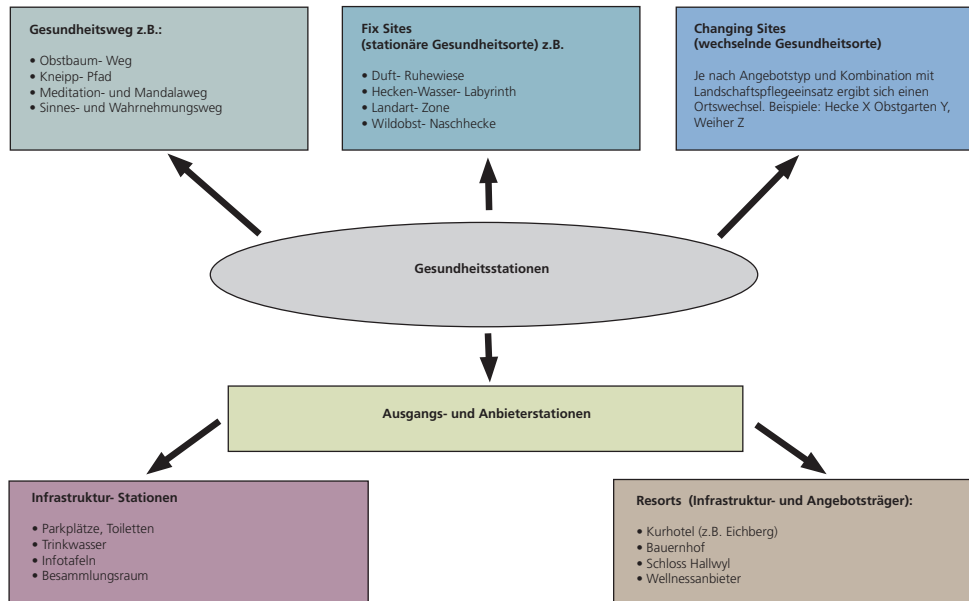 Gesundheitsweg z.B.:
• Obstbaum- Weg
• Kneipp- Pfad
• Meditation- und Mandalaweg
• Sinnes- und Wahrnehmungsweg
Fix Sites
(stationäre Gesundheitsorte) z.B.
• Duft- Ruhewiese
• Hecken-Wasser- Labyrinth
• Landart- Zone
• Wildobst- Naschhecke
Changing Sites
(wechselnde Gesundheitsorte)
Je nach Angebotstyp und Kombination mit
Landschaftspflegeeinsatz ergibt sich einen
Ortswechsel. Beispiele: Hecke X Obstgarten Y,
Weiher Z
Gesundheitsstationen
Ausgangs- und Anbieterstationen
Infrastruktur- Stationen
• Parkplätze, Toiletten
• Trinkwasser
• Infotafeln
• Besammlungsraum
Resorts (Infrastruktur- und Angebotsträger):
• Kurhotel (z.B. Eichberg)
• Bauernhof
• Schloss Hallwyl
• Wellnessanbieter